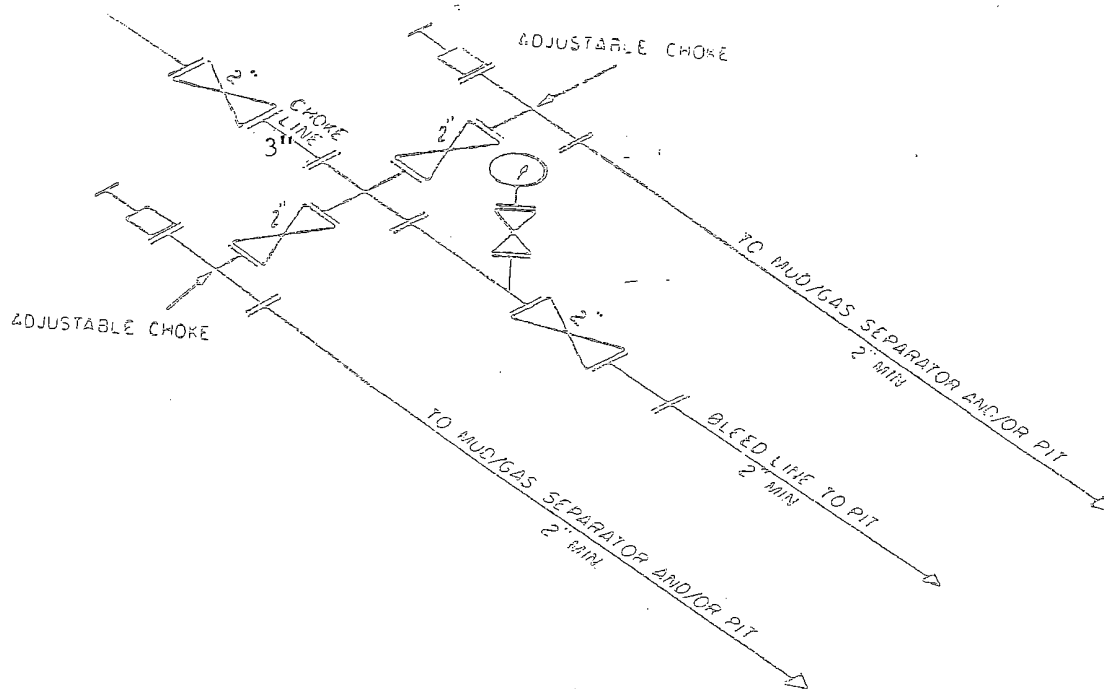 ADJUSTABLE CHOKE
2"
CHOKE
LINE
3"
2"
2"
ADJUSTABLE CHOKE
2"
TO MUD/GAS SEPARATOR AND/OR PIT
2" MIN
BLEED LINE TO PIT
2" MIN
TO MUD/GAS SEPARATOR AND/OR PIT
2" MIN.